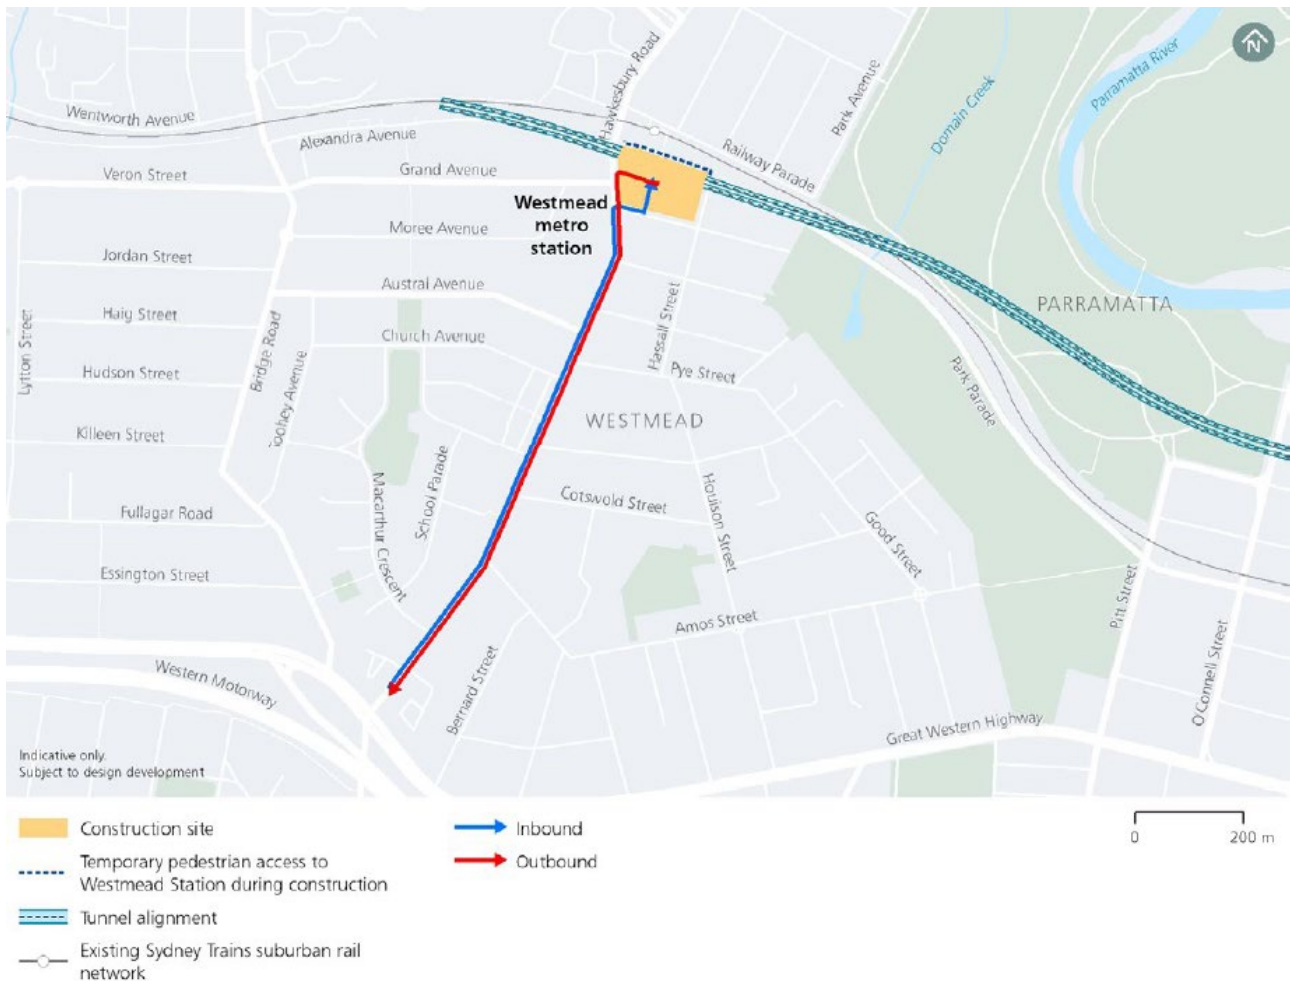 N
Hawkesbury Road
Park Avenue
Domain Creek
Parramatta River
Wentworth Avenue
Alexandra Avenue
Railway Parade
Veron Street
Grand Avenue
Westmead
metro
station
Moree Avenue
Jordan Street
Austral Avenue
PARRAMATTA
Haig Street
Church Avenue
Hassall Street
Lytton Street
Bridge Road
Toohey Avenue
Hudson Street
Pye Street
Park Parade
WESTMEAD
Killeen Street
School Parade
Macarthur Crescent
Cotswold Street
Houison Street
Good Street
Fullagar Road
Essington Street
Amos Street
Pitt Street
O'Connell Street
Bernard Street
Western Motorway
Great Western Highway
Indicative only.
Subject to design development
Construction site
Temporary pedestrian access to
Westmead Station during construction
Tunnel alignment
Existing Sydney Trains suburban rail
network
Inbound
Outbound
0 200 m